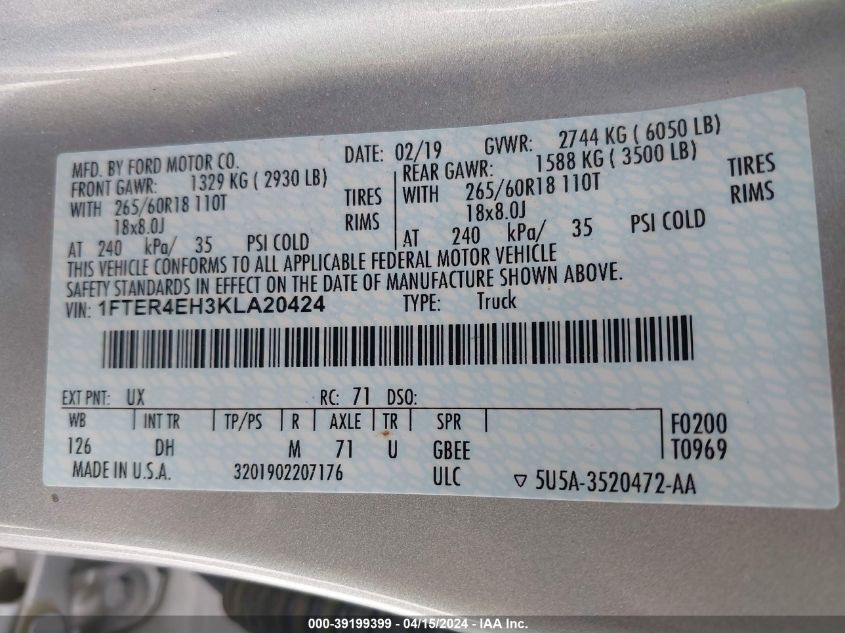 MFD. BY FORD MOTOR CO. DATE: 02/19 GVWR: 2744 KG ( 6050 LB)
FRONT GAWR: 1329 KG ( 2930 LB) REAR GAWR: 1588 KG ( 3500 LB)
WITH 265/60R18 110T TIRES WITH 265/60R18 110T TIRES
18x8.0J RIMS 18x8.0J RIMS
AT 240 kPa/ 35 PSI COLD AT 240 kPa/ 35 PSI COLD
THIS VEHICLE CONFORMS TO ALL APPLICABLE FEDERAL MOTOR VEHICLE
SAFETY STANDARDS IN EFFECT ON THE DATE OF MANUFACTURE SHOWN ABOVE.
VIN: 1FTER4EH3KLA20424 TYPE: Truck
EXT PNT: UX RC: 71 DSO:
WB INT TR TP/PS R AXLE TR SPR F0200
126 DH M 71 U GBEE T0969
MADE IN U.S.A. 3201902207176 ULC ▽ 5U5A-3520472-AA
000-39199399 - 04/15/2024 - IAAI.com - Copyright IAA, Inc.